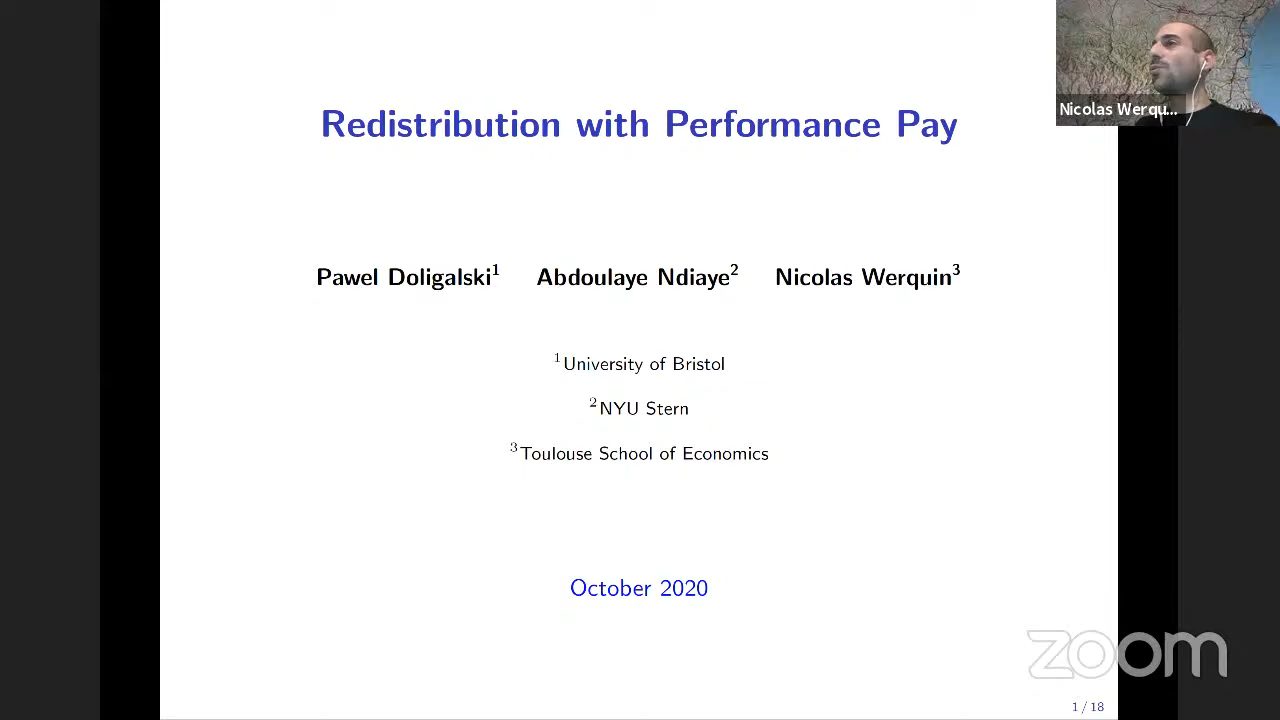 Redistribution with Performance Pay
Nicolas Werqu...
Pawel Doligalski¹ Abdoulaye Ndiaye² Nicolas Werquin³
¹University of Bristol
²NYU Stern
³Toulouse School of Economics
October 2020
zoom
1 / 18